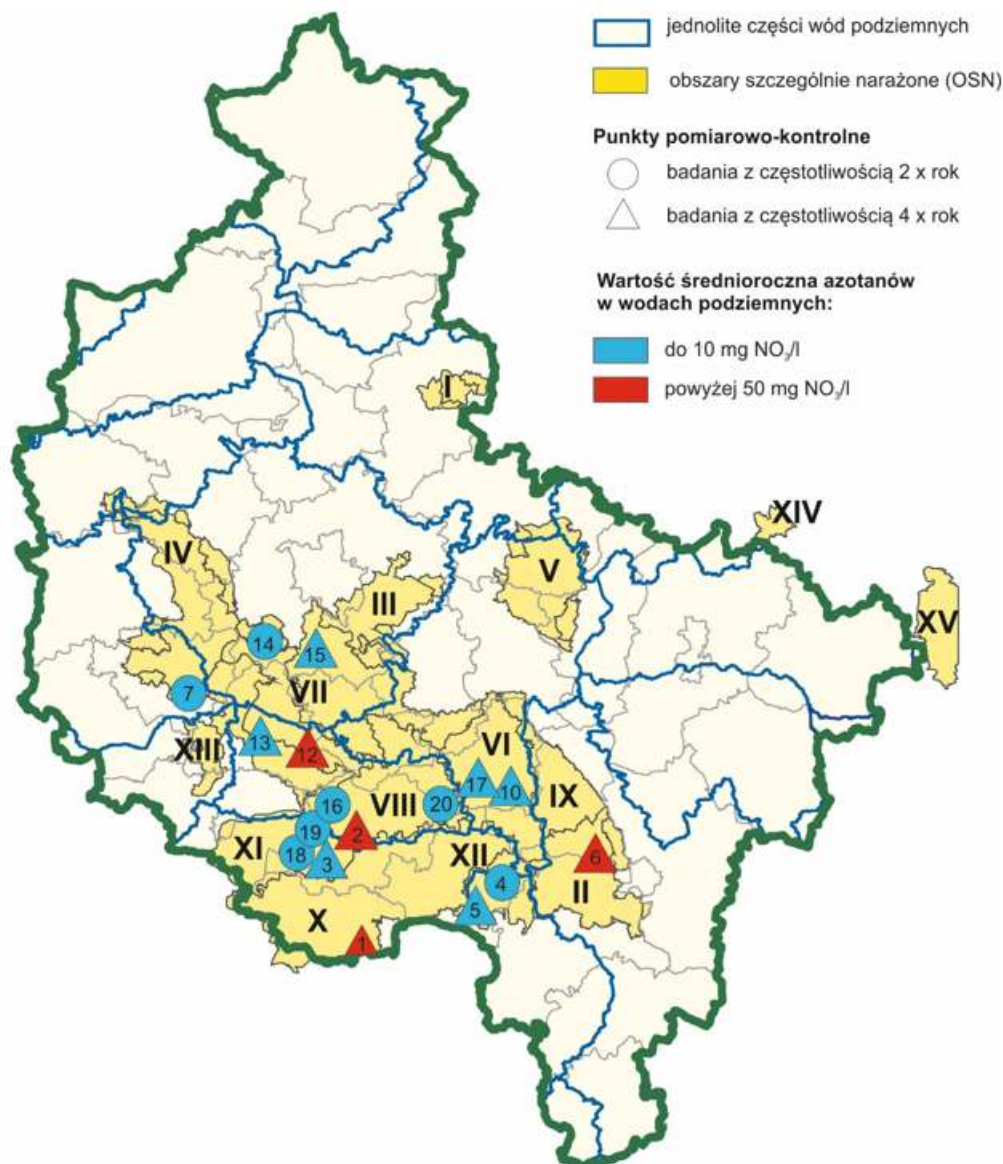 jednolite części wód podziemnych
obszary szczególnie narażone (OSN)
Punkty pomiarowo-kontrolne
badania z częstotliwością 2 x rok
badania z częstotliwością 4 x rok
Wartość średnioroczna azotanów
w wodach podziemnych:
do 10 mg NO₃/l
powyżej 50 mg NO₃/l
I
XIV
IV
V
III
XV
14
15
7
VII
13
12
XIII
VI
17
10
IX
16
VIII
20
19
2
XI
18
3
XII
6
4
II
5
X
1